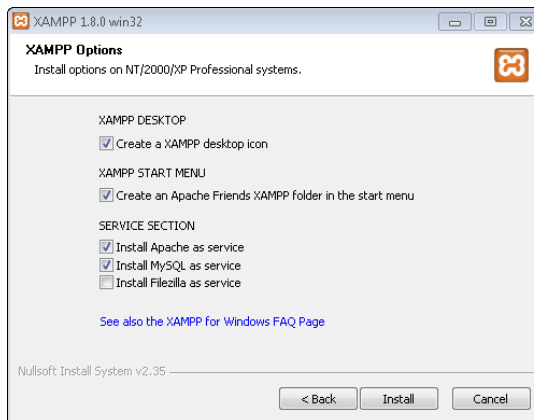 XAMPP 1.8.0 win32
XAMPP Options
Install options on NT/2000/XP Professional systems.
XAMPP DESKTOP
Create a XAMPP desktop icon
XAMPP START MENU
Create an Apache Friends XAMPP folder in the start menu
SERVICE SECTION
Install Apache as service
Install MySQL as service
Install Filezilla as service
See also the XAMPP for Windows FAQ Page
Nullsoft Install System v2.35
< Back Install Cancel